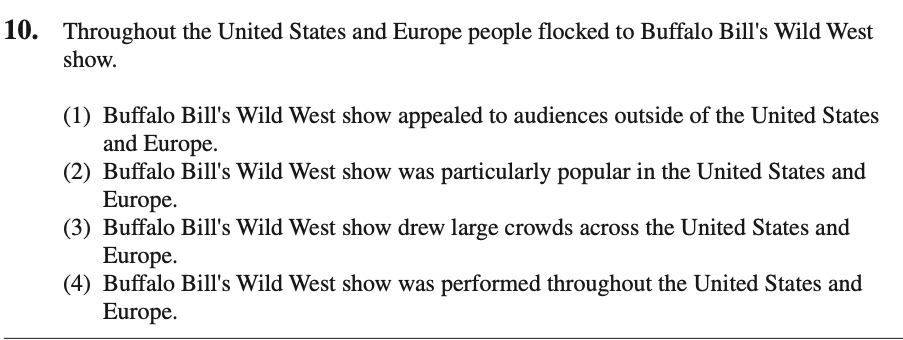 10. Throughout the United States and Europe people flocked to Buffalo Bill's Wild West
show.
(1) Buffalo Bill's Wild West show appealed to audiences outside of the United States
and Europe.
(2) Buffalo Bill's Wild West show was particularly popular in the United States and
Europe.
(3) Buffalo Bill's Wild West show drew large crowds across the United States and
Europe.
(4) Buffalo Bill's Wild West show was performed throughout the United States and
Europe.